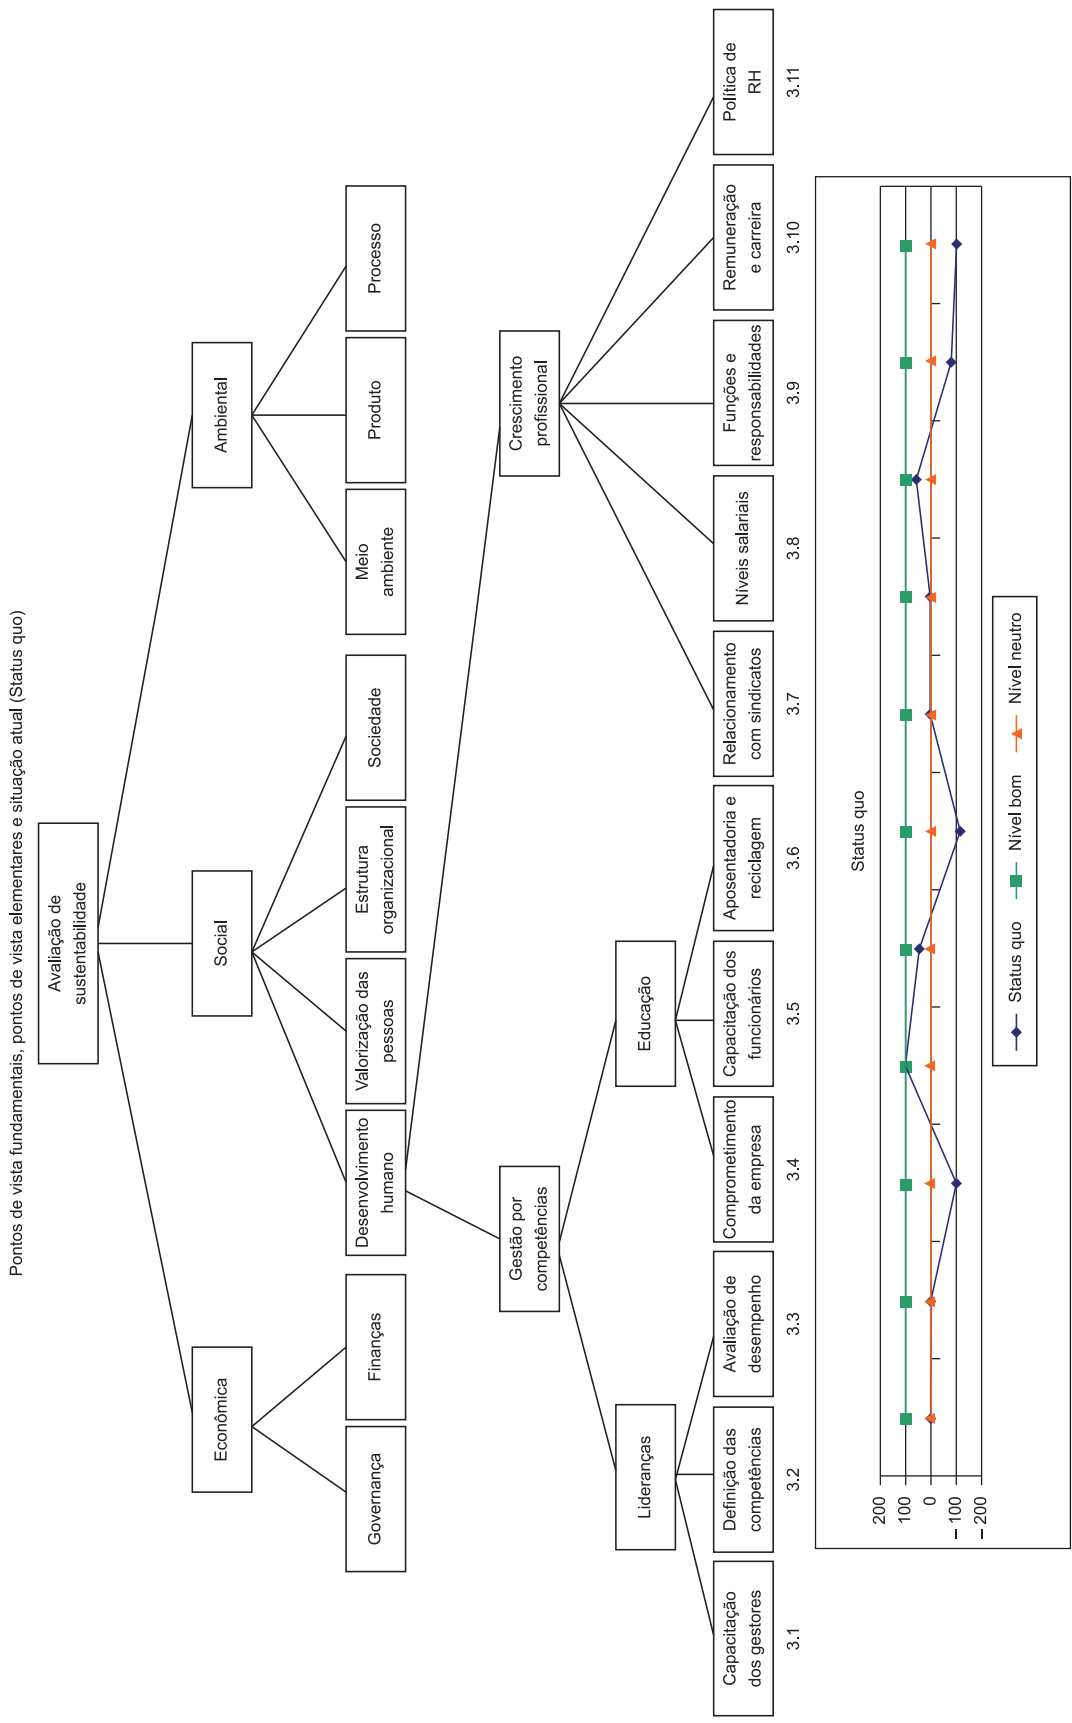 Pontos de vista fundamentais, pontos de vista elementares e situação atual (Status quo)
Avaliação de
sustentabilidade
Econômica
Social
Ambiental
Governança
Finanças
Desenvolvimento
humano
Valorização das
pessoas
Estrutura
organizacional
Sociedade
Meio
ambiente
Produto
Processo
Gestão por
competências
Crescimento
profissional
Lideranças
Educação
Capacitação
dos gestores
Definição das
competências
Avaliação de
desempenho
Comprometimento
da empresa
Capacitação dos
funcionários
Aposentadoria e
reciclagem
Relacionamento
com sindicatos
Níveis salariais
Funções e
responsabilidades
Remuneração
e carreira
Política de
RH
3.1
3.2
3.3
3.4
3.5
3.6
3.7
3.8
3.9
3.10
3.11
Status quo
200
100
0
– 100
– 200
Status quo
Nível bom
Nível neutro